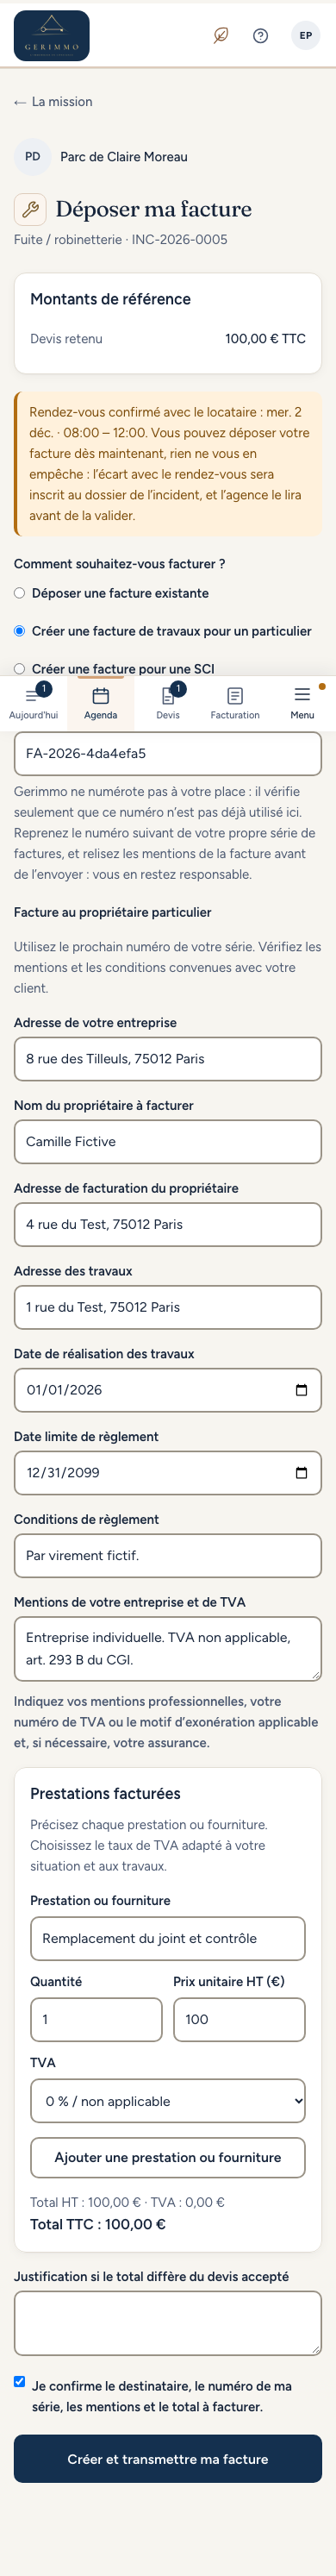 GERIMMO
EP
← La mission
PD
Parc de Claire Moreau
Déposer ma facture
Fuite / robinetterie · INC-2026-0005
Montants de référence
Devis retenu 100,00 € TTC
Rendez-vous confirmé avec le locataire : mer. 2
déc. · 08:00 – 12:00. Vous pouvez déposer votre
facture dès maintenant, rien ne vous en
empêche : l’écart avec le rendez-vous sera
inscrit au dossier de l’incident, et l’agence le lira
avant de la valider.
Comment souhaitez-vous facturer ?
Déposer une facture existante
Créer une facture de travaux pour un particulier
Créer une facture pour une SCI
1
1
Aujourd'hui Agenda Devis Facturation Menu
FA-2026-4da4efa5
Gerimmo ne numérote pas à votre place : il vérifie
seulement que ce numéro n’est pas déjà utilisé ici.
Reprenez le numéro suivant de votre propre série de
factures, et relisez les mentions de la facture avant
de l’envoyer : vous en restez responsable.
Facture au propriétaire particulier
Utilisez le prochain numéro de votre série. Vérifiez les
mentions et les conditions convenues avec votre
client.
Adresse de votre entreprise
8 rue des Tilleuls, 75012 Paris
Nom du propriétaire à facturer
Camille Fictive
Adresse de facturation du propriétaire
4 rue du Test, 75012 Paris
Adresse des travaux
1 rue du Test, 75012 Paris
Date de réalisation des travaux
01/01/2026
Date limite de règlement
12/31/2099
Conditions de règlement
Par virement fictif.
Mentions de votre entreprise et de TVA
Entreprise individuelle. TVA non applicable,
art. 293 B du CGI.
Indiquez vos mentions professionnelles, votre
numéro de TVA ou le motif d’exonération applicable
et, si nécessaire, votre assurance.
Prestations facturées
Précisez chaque prestation ou fourniture.
Choisissez le taux de TVA adapté à votre
situation et aux travaux.
Prestation ou fourniture
Remplacement du joint et contrôle
Quantité Prix unitaire HT (€)
1 100
TVA
0 % / non applicable
Ajouter une prestation ou fourniture
Total HT : 100,00 € · TVA : 0,00 €
Total TTC : 100,00 €
Justification si le total diffère du devis accepté
Je confirme le destinataire, le numéro de ma
série, les mentions et le total à facturer.
Créer et transmettre ma facture